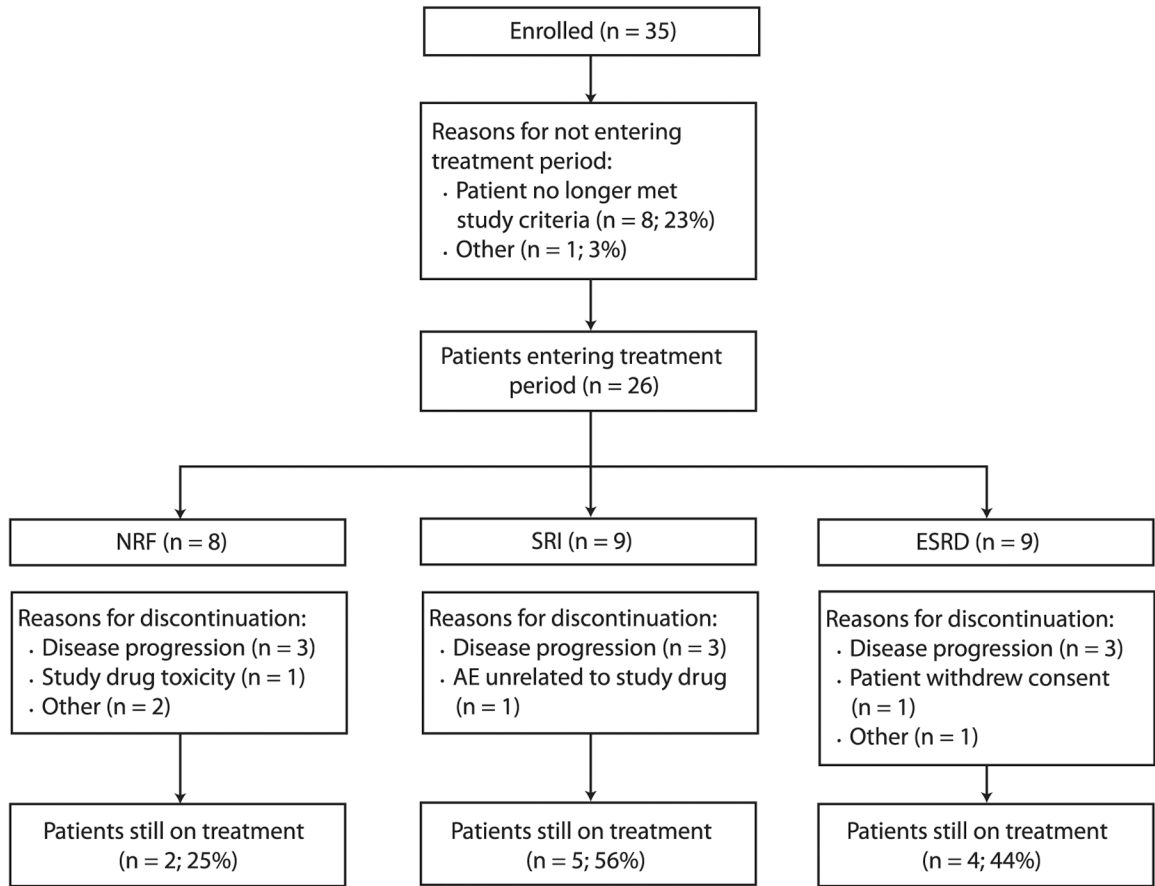 Enrolled (n = 35)
Reasons for not entering
treatment period:
· Patient no longer met
study criteria (n = 8; 23%)
· Other (n = 1; 3%)
Patients entering treatment
period (n = 26)
NRF (n = 8)
SRI (n = 9)
ESRD (n = 9)
Reasons for discontinuation:
· Disease progression (n = 3)
· Study drug toxicity (n = 1)
· Other (n = 2)
Reasons for discontinuation:
· Disease progression (n = 3)
· AE unrelated to study drug
(n = 1)
Reasons for discontinuation:
· Disease progression (n = 3)
· Patient withdrew consent
(n = 1)
· Other (n = 1)
Patients still on treatment
(n = 2; 25%)
Patients still on treatment
(n = 5; 56%)
Patients still on treatment
(n = 4; 44%)